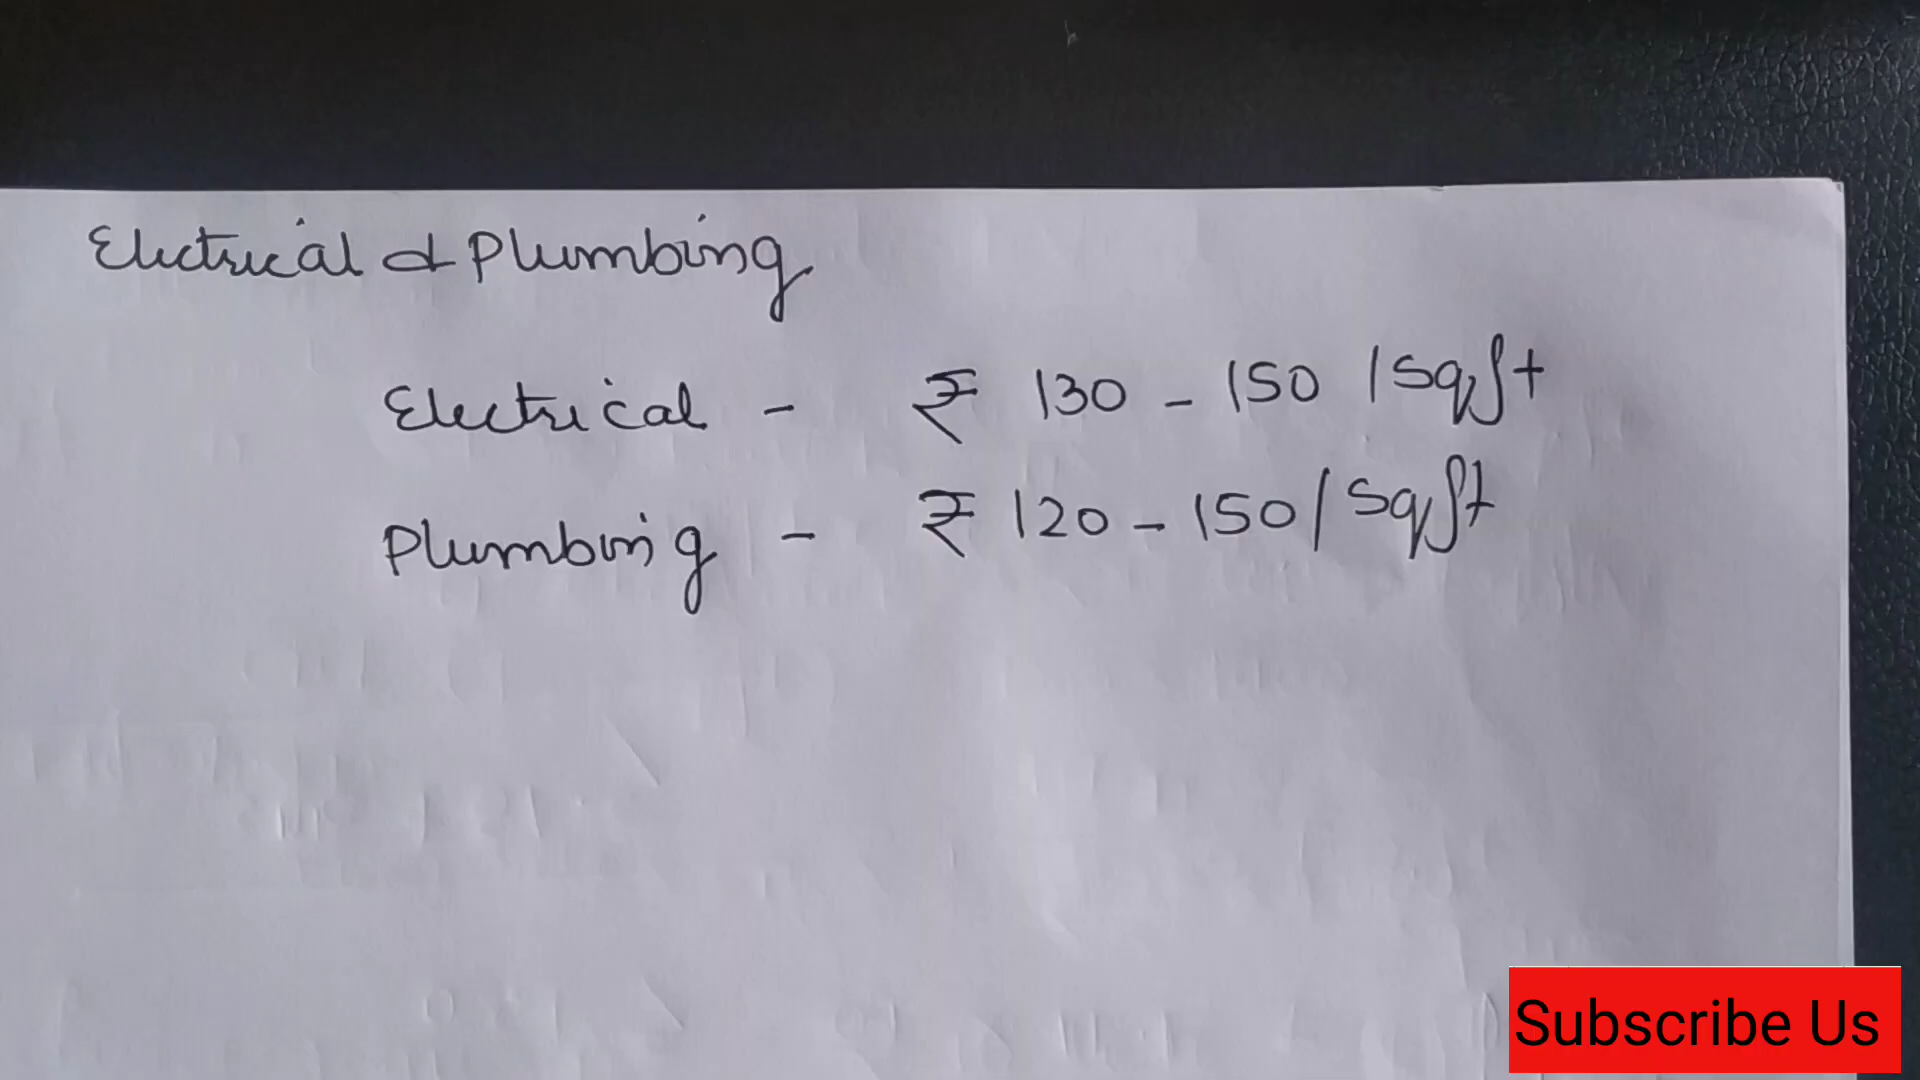 Electrical & Plumbing
Electrical - ₹ 130 - 150 / Sqft
Plumbing - ₹ 120 - 150 / Sqft
Subscribe Us